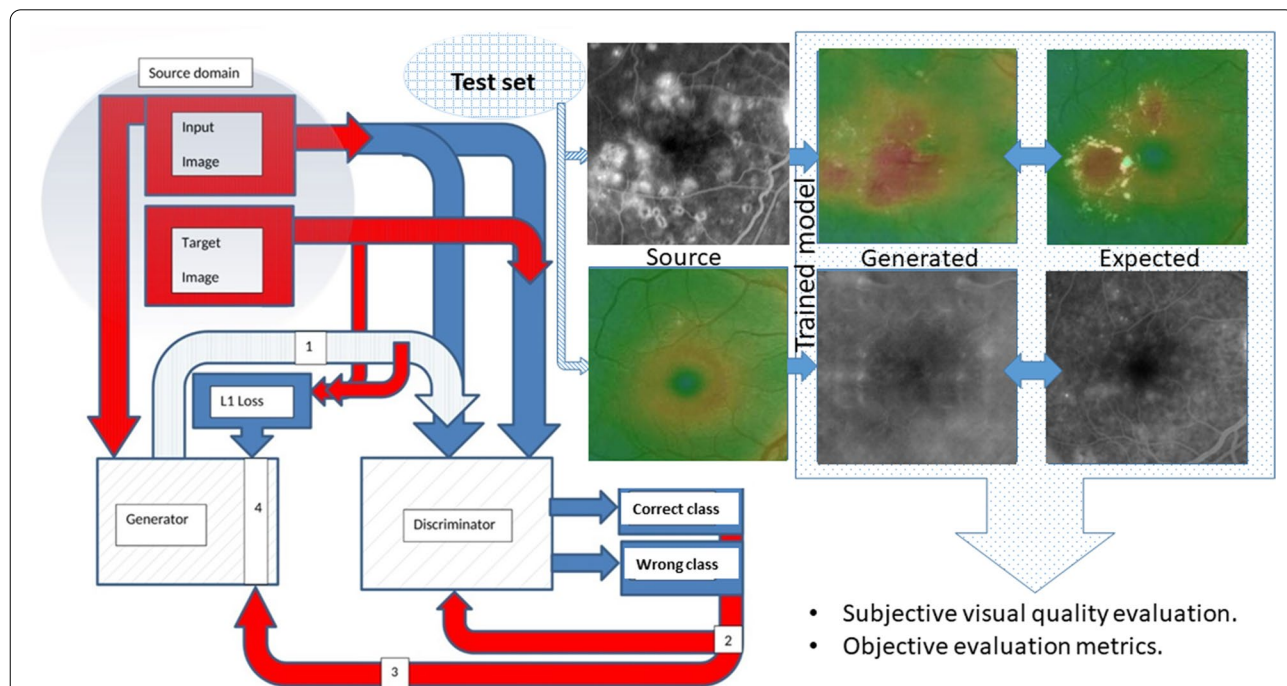 Source domain
Input
Image
Target
Image
1
L1 Loss
Generator
4
Discriminator
Correct class
Wrong class
2
3
Test set
Source
Trained model
Generated
Expected
• Subjective visual quality evaluation.
• Objective evaluation metrics.